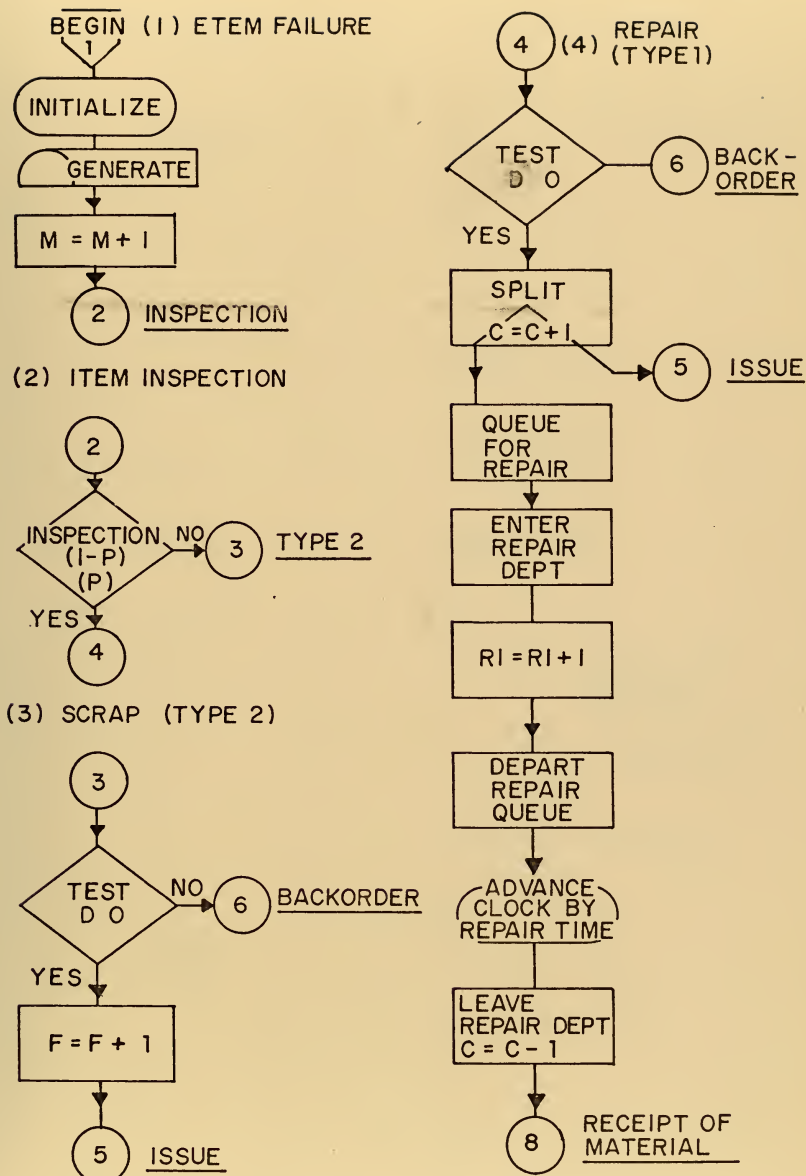 BEGIN (1) ETEM FAILURE
1
INITIALIZE
GENERATE
M = M + 1
2 INSPECTION
(2) ITEM INSPECTION
2
INSPECTION NO 3 TYPE 2
(1-P)
(P)
YES
4
(3) SCRAP (TYPE 2)
3
TEST NO 6 BACKORDER
D O
YES
F = F + 1
5 ISSUE
4 (4) REPAIR
(TYPE 1)
TEST 6 BACK-
D O ORDER
YES
SPLIT
C = C + 1
5 ISSUE
QUEUE
FOR
REPAIR
ENTER
REPAIR
DEPT
RI = RI + 1
DEPART
REPAIR
QUEUE
ADVANCE
CLOCK BY
REPAIR TIME
LEAVE
REPAIR DEPT
C = C - 1
8 RECEIPT OF
MATERIAL